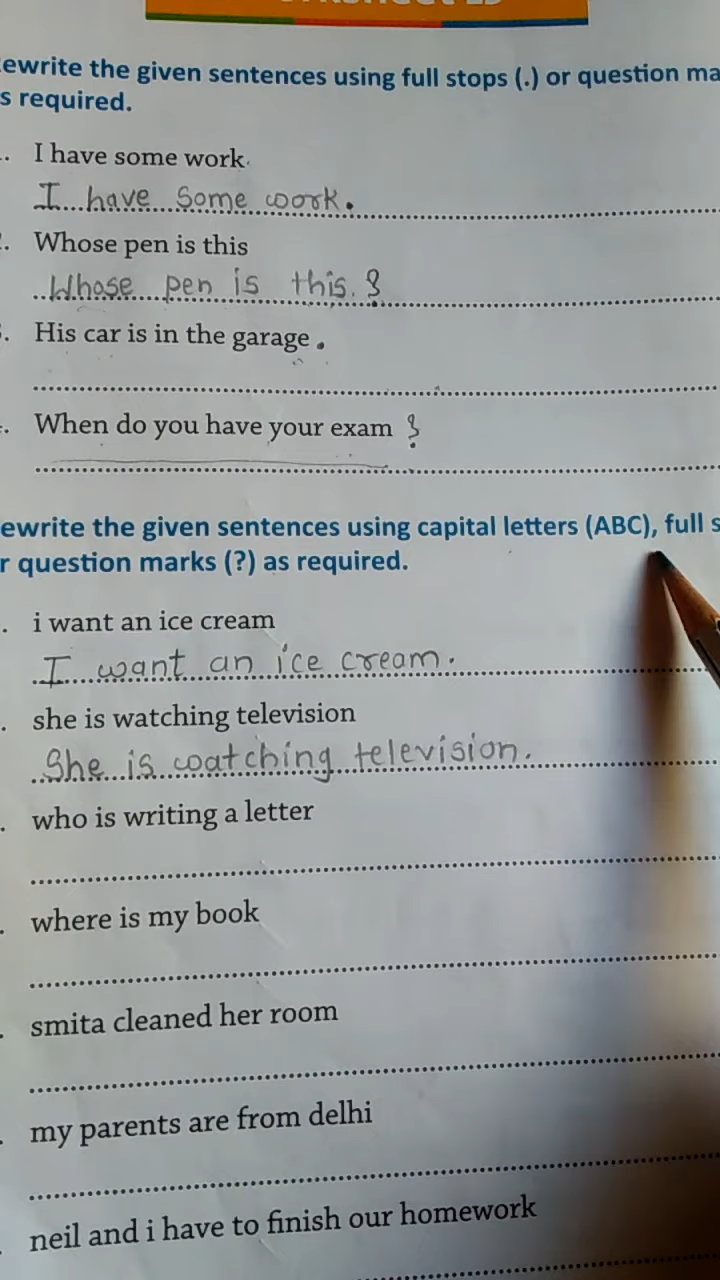 ewrite the given sentences using full stops (.) or question ma
s required.
. I have some work.
I have some work.
. Whose pen is this
Whose pen is this. ?
. His car is in the garage .
. When do you have your exam ?
ewrite the given sentences using capital letters (ABC), full s
r question marks (?) as required.
. i want an ice cream
I want an ice cream.
. she is watching television
She is watching television.
. who is writing a letter
. where is my book
. smita cleaned her room
. my parents are from delhi
. neil and i have to finish our homework